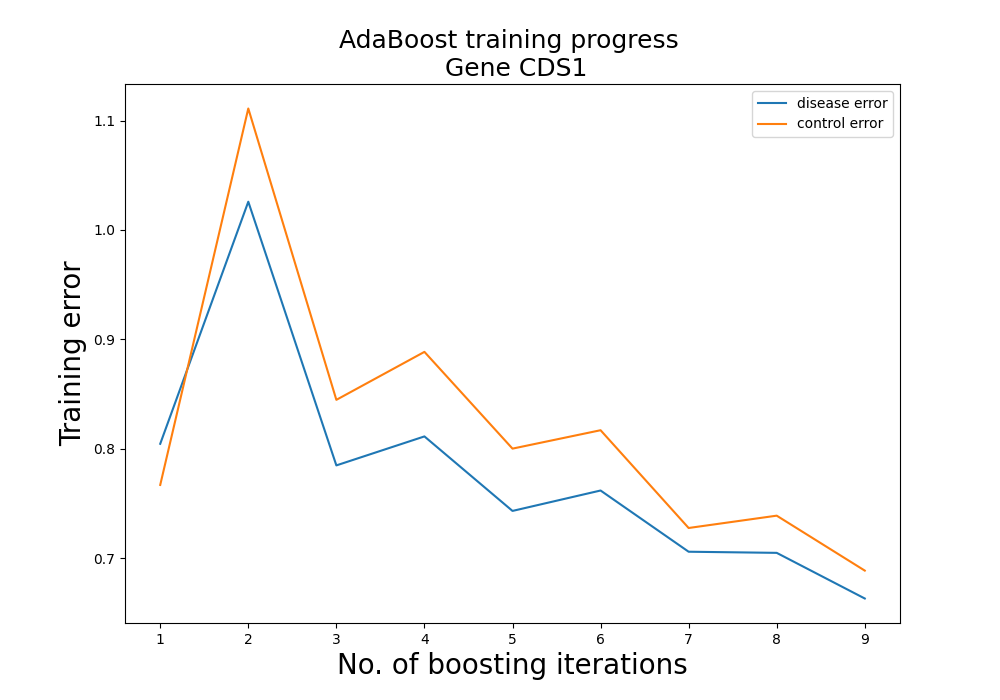 AdaBoost training progress
Gene CDS1
disease error
control error
1.1
1.0
0.9
0.8
0.7
Training error
1 2 3 4 5 6 7 8 9
No. of boosting iterations